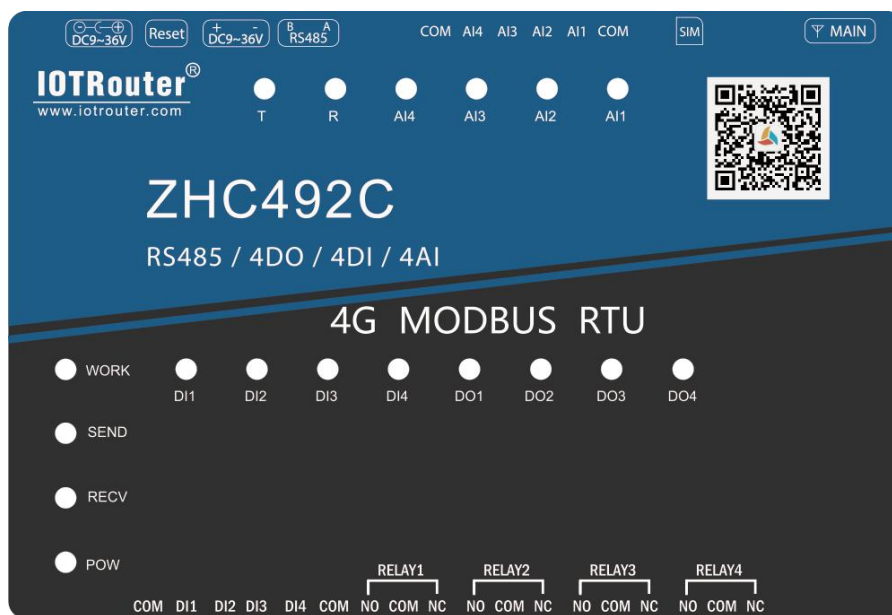 DC9~36V Reset + - DC9~36V B A RS485 COM AI4 AI3 AI2 AI1 COM SIM MAIN
IOTRouter®
www.iotrouter.com
T R AI4 AI3 AI2 AI1
ZHC492C
RS485 / 4DO / 4DI / 4AI
4G MODBUS RTU
WORK
DI1 DI2 DI3 DI4 DO1 DO2 DO3 DO4
SEND
RECV
POW
RELAY1 RELAY2 RELAY3 RELAY4
COM DI1 DI2 DI3 DI4 COM NO COM NC NO COM NC NO COM NC NO COM NC